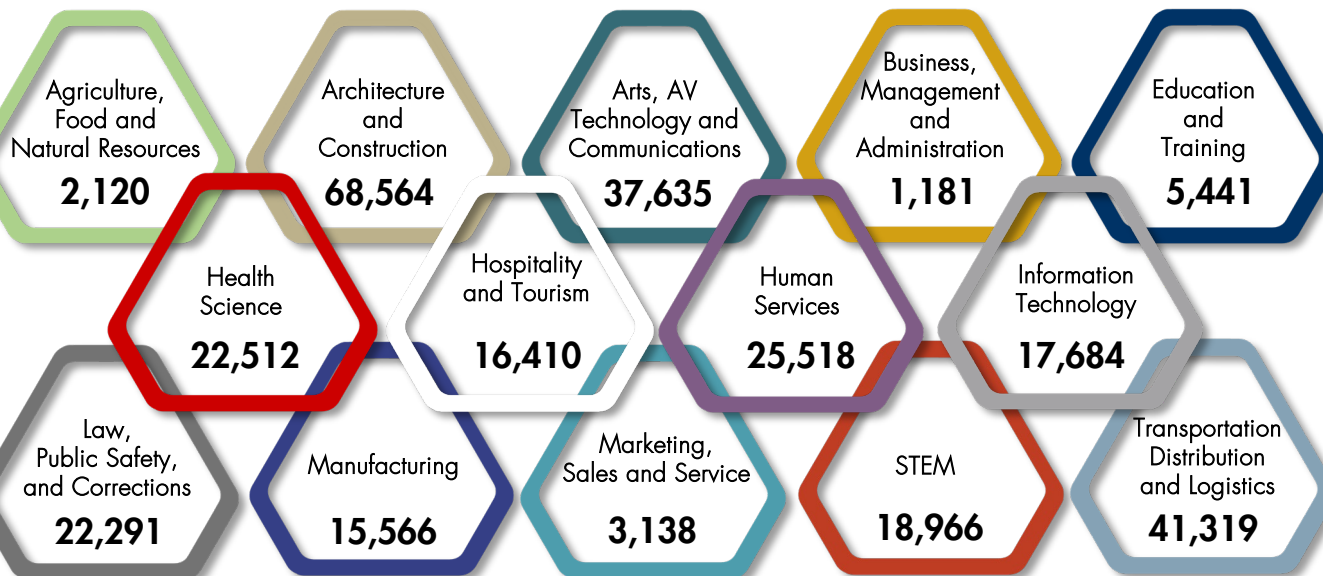 Agriculture,
Food and
Natural Resources
2,120
Architecture
and
Construction
68,564
Arts, AV
Technology and
Communications
37,635
Business,
Management
and
Administration
1,181
Education
and
Training
5,441
Health
Science
22,512
Hospitality
and Tourism
16,410
Human
Services
25,518
Information
Technology
17,684
Law,
Public Safety,
and Corrections
22,291
Manufacturing
15,566
Marketing,
Sales and Service
3,138
STEM
18,966
Transportation
Distribution
and Logistics
41,319